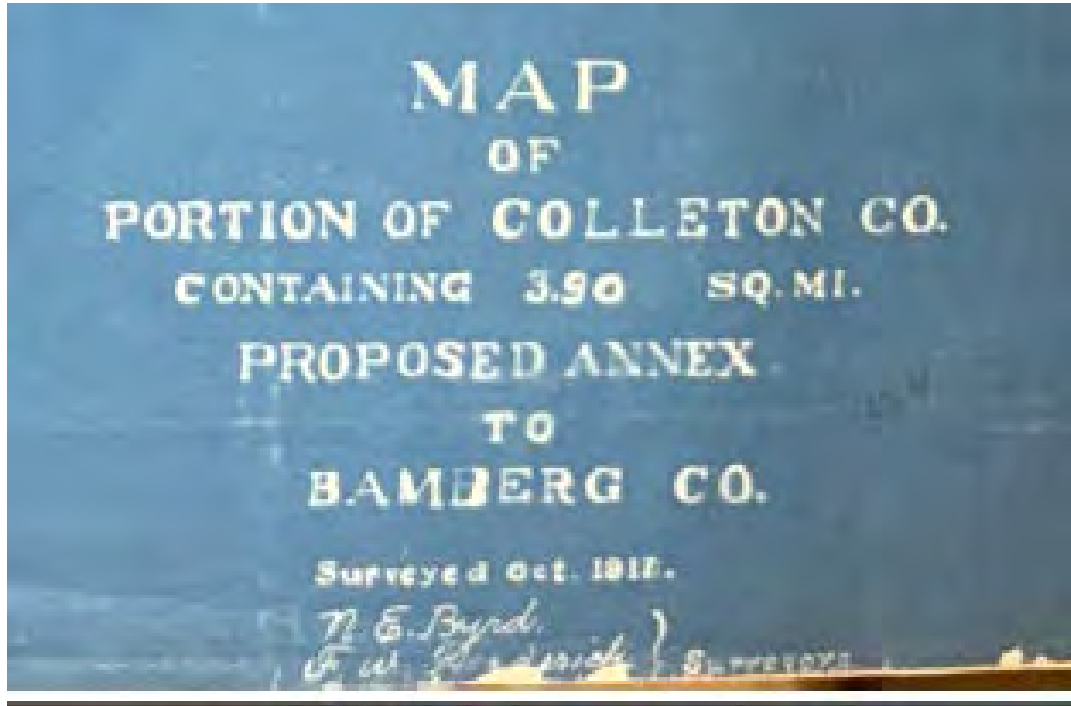 MAP
OF
PORTION OF COLLETON CO.
CONTAINING 3.90 SQ. MI.
PROPOSED ANNEX
TO
BAMBERG CO.
Surveyed Oct. 
N. E. Byrd.
F. W. Surveyors